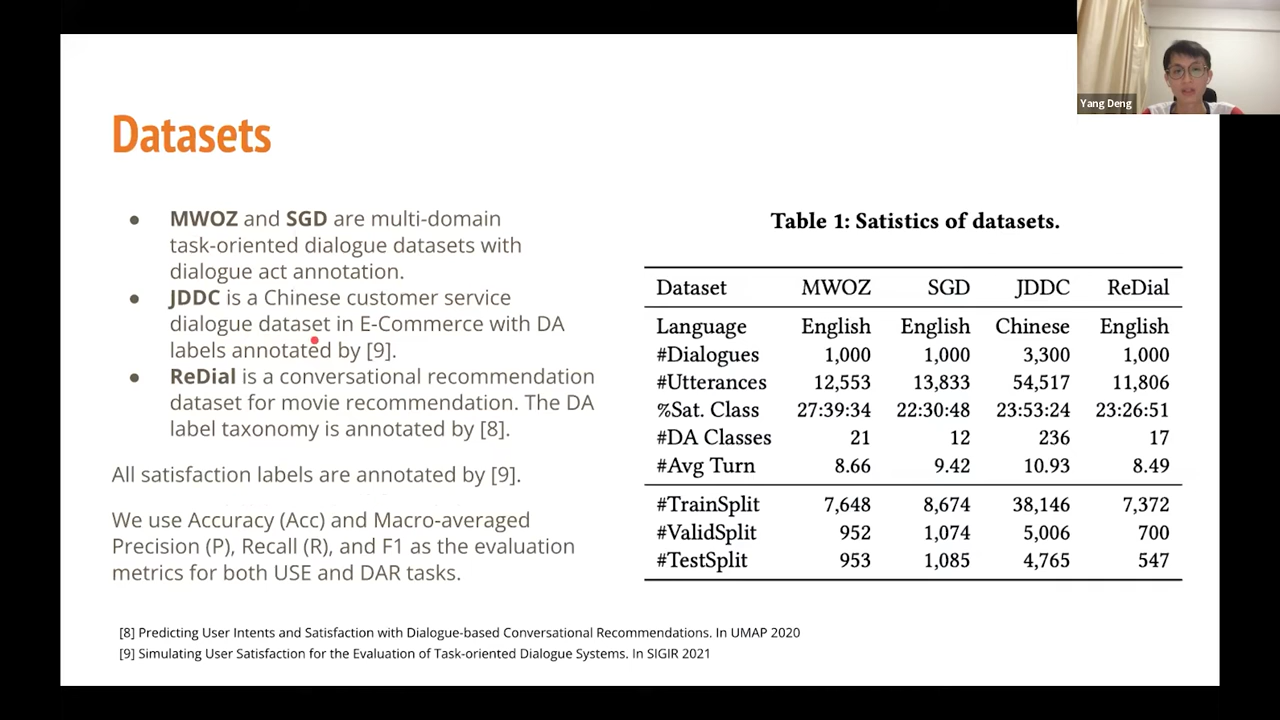 Yang Deng
Datasets
● MWOZ and SGD are multi-domain
task-oriented dialogue datasets with
dialogue act annotation.
● JDDC is a Chinese customer service
dialogue dataset in E-Commerce with DA
labels annotated by [9].
● ReDial is a conversational recommendation
dataset for movie recommendation. The DA
label taxonomy is annotated by [8].
All satisfaction labels are annotated by [9].
We use Accuracy (Acc) and Macro-averaged
Precision (P), Recall (R), and F1 as the evaluation
metrics for both USE and DAR tasks.
Table 1: Satistics of datasets.
Dataset MWOZ SGD JDDC ReDial
Language English English Chinese English
#Dialogues 1,000 1,000 3,300 1,000
#Utterances 12,553 13,833 54,517 11,806
%Sat. Class 27:39:34 22:30:48 23:53:24 23:26:51
#DA Classes 21 12 236 17
#Avg Turn 8.66 9.42 10.93 8.49
#TrainSplit 7,648 8,674 38,146 7,372
#ValidSplit 952 1,074 5,006 700
#TestSplit 953 1,085 4,765 547
[8] Predicting User Intents and Satisfaction with Dialogue-based Conversational Recommendations. In UMAP 2020
[9] Simulating User Satisfaction for the Evaluation of Task-oriented Dialogue Systems. In SIGIR 2021